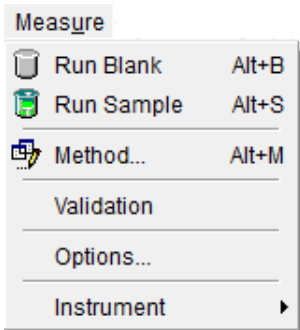 Measure
Run Blank Alt+B
Run Sample Alt+S
Method... Alt+M
Validation
Options...
Instrument